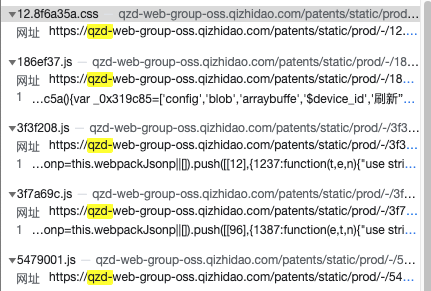 12.8f6a35a.css — qzd-web-group-oss.qizhidao.com/patents/static/prod...
网址 https://qzd-web-group-oss.qizhidao.com/patents/static/prod/-/12.
186ef37.js — qzd-web-group-oss.qizhidao.com/patents/static/prod/-/18...
网址 https://qzd-web-group-oss.qizhidao.com/patents/static/prod/-/18
1 ...c5a(){var _0x319c85=['config','blob','arraybuffe','$device_id','刷新"
3f3f208.js — qzd-web-group-oss.qizhidao.com/patents/static/prod/-/3f3...
网址 https://qzd-web-group-oss.qizhidao.com/patents/static/prod/-/3f3
1 ...onp=this.webpackJsonp||[]).push([[12],{1237:function(t,e,n){"use stri
3f7a69c.js — qzd-web-group-oss.qizhidao.com/patents/static/prod/-/3f...
网址 https://qzd-web-group-oss.qizhidao.com/patents/static/prod/-/3f7
1 ...onp=this.webpackJsonp||[]).push([[96],{1387:function(e,t,n){"use stri
5479001.js — qzd-web-group-oss.qizhidao.com/patents/static/prod/-/5...
网址 https://qzd-web-group-oss.qizhidao.com/patents/static/prod/-/54